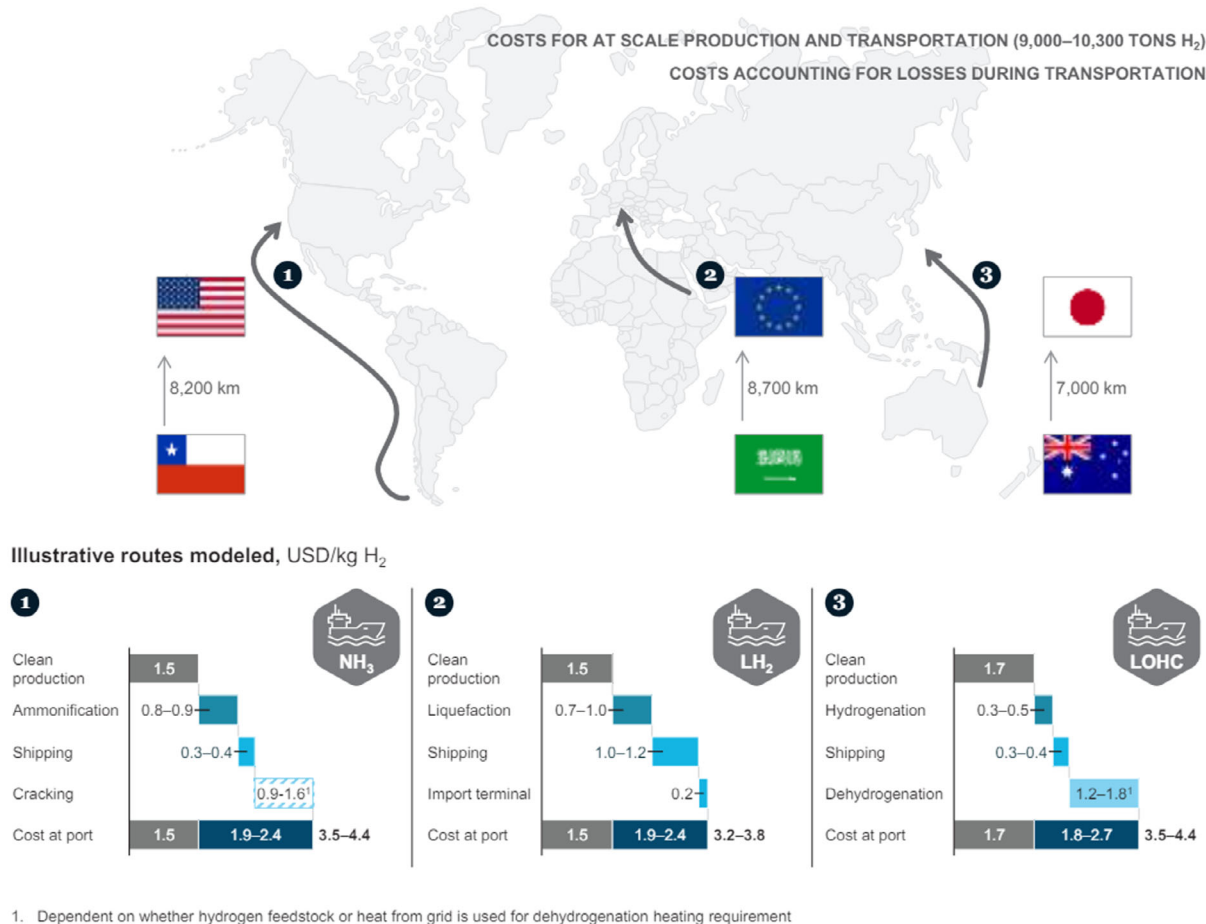 COSTS FOR AT SCALE PRODUCTION AND TRANSPORTATION (9,000–10,300 TONS H₂)
COSTS ACCOUNTING FOR LOSSES DURING TRANSPORTATION
1
2
3
8,200 km
8,700 km
7,000 km
Illustrative routes modeled, USD/kg H₂
1
NH₃
Clean
production
1.5
Ammonification
0.8–0.9
Shipping
0.3–0.4
Cracking
0.9-1.6¹
Cost at port
1.5
1.9–2.4
3.5–4.4
2
LH₂
Clean
production
1.5
Liquefaction
0.7–1.0
Shipping
1.0–1.2
Import terminal
0.2
Cost at port
1.5
1.9–2.4
3.2–3.8
3
LOHC
Clean
production
1.7
Hydrogenation
0.3–0.5
Shipping
0.3–0.4
Dehydrogenation
1.2–1.8¹
Cost at port
1.7
1.8–2.7
3.5–4.4
1. Dependent on whether hydrogen feedstock or heat from grid is used for dehydrogenation heating requirement